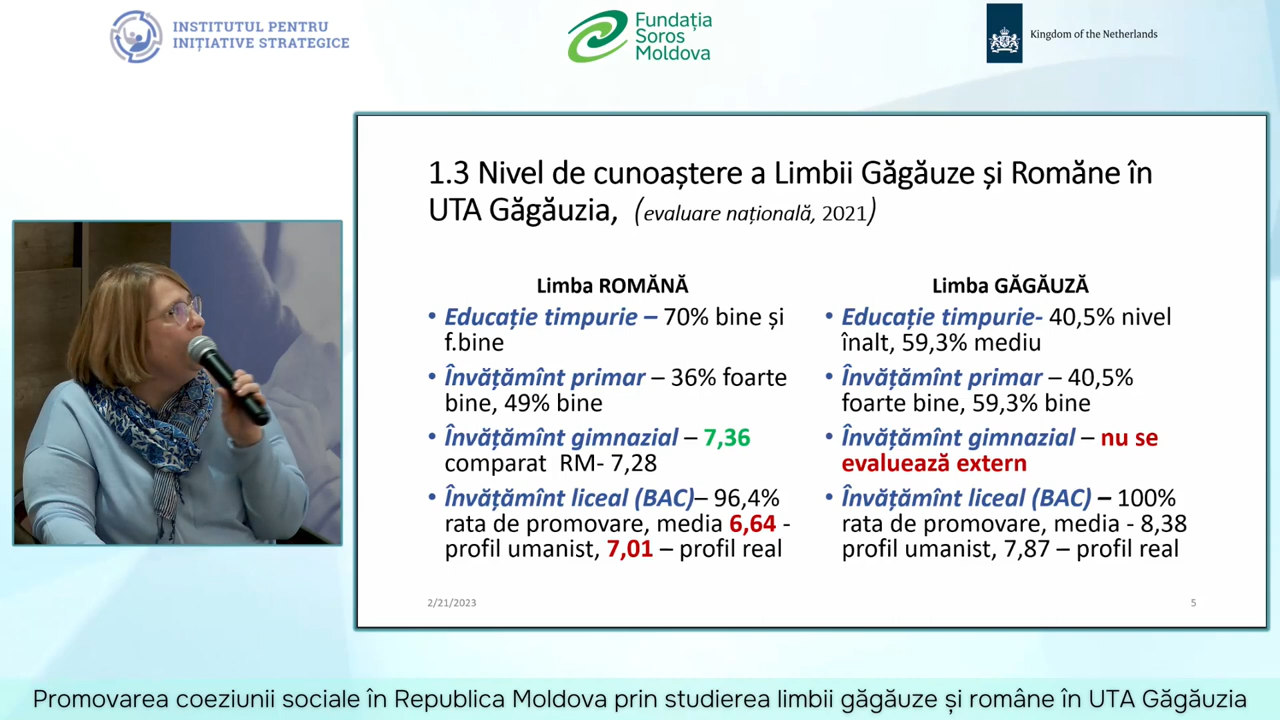 INSTITUTUL PENTRU
INIȚIATIVE STRATEGICE
Fundația
Soros
Moldova
Kingdom of the Netherlands
1.3 Nivel de cunoaștere a Limbii Găgăuze și Române în
UTA Găgăuzia, (evaluare națională, 2021)
Limba ROMĂNĂ
• Educație timpurie – 70% bine și
f.bine
• Învățămînt primar – 36% foarte
bine, 49% bine
• Învățămînt gimnazial – 7,36
comparat RM- 7,28
• Învățămînt liceal (BAC)– 96,4%
rata de promovare, media 6,64 -
profil umanist, 7,01 – profil real
Limba GĂGĂUZĂ
• Educație timpurie- 40,5% nivel
înalt, 59,3% mediu
• Învățămînt primar – 40,5%
foarte bine, 59,3% bine
• Învățămînt gimnazial – nu se
evaluează extern
• Învățămînt liceal (BAC) – 100%
rata de promovare, media - 8,38
profil umanist, 7,87 – profil real
2/21/2023
5
Promovarea coeziunii sociale în Republica Moldova prin studierea limbii găgăuze și române în UTA Găgăuzia